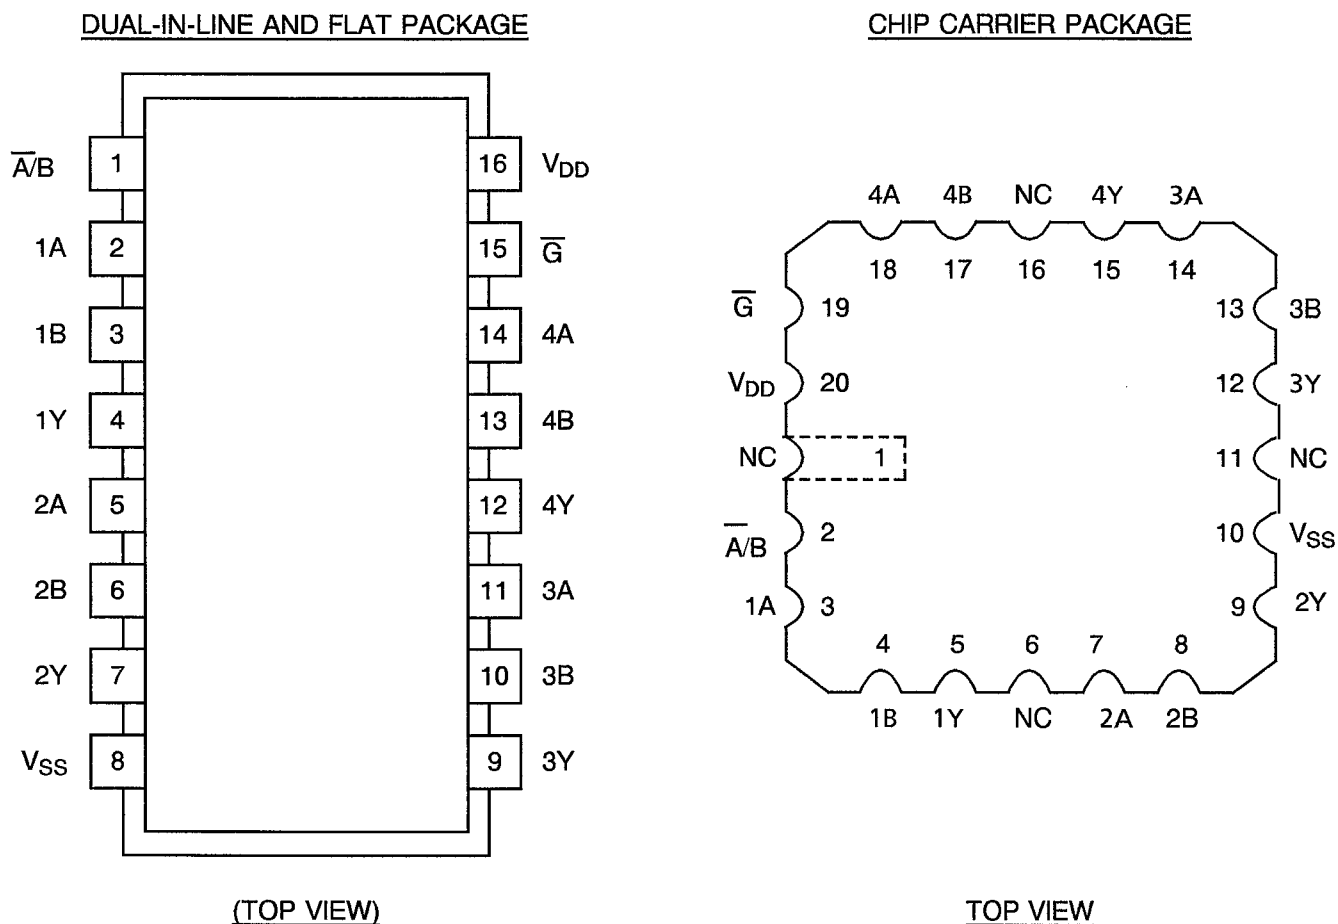 DUAL-IN-LINE AND FLAT PACKAGE
A̅/B 1 16 VDD
1A 2 15 G̅
1B 3 14 4A
1Y 4 13 4B
2A 5 12 4Y
2B 6 11 3A
2Y 7 10 3B
VSS 8 9 3Y
(TOP VIEW)
CHIP CARRIER PACKAGE
4A 4B NC 4Y 3A
18 17 16 15 14
G̅ 19 13 3B
VDD 20 12 3Y
NC 1 11 NC
A̅/B 2 10 VSS
1A 3 9 2Y
4 5 6 7 8
1B 1Y NC 2A 2B
TOP VIEW